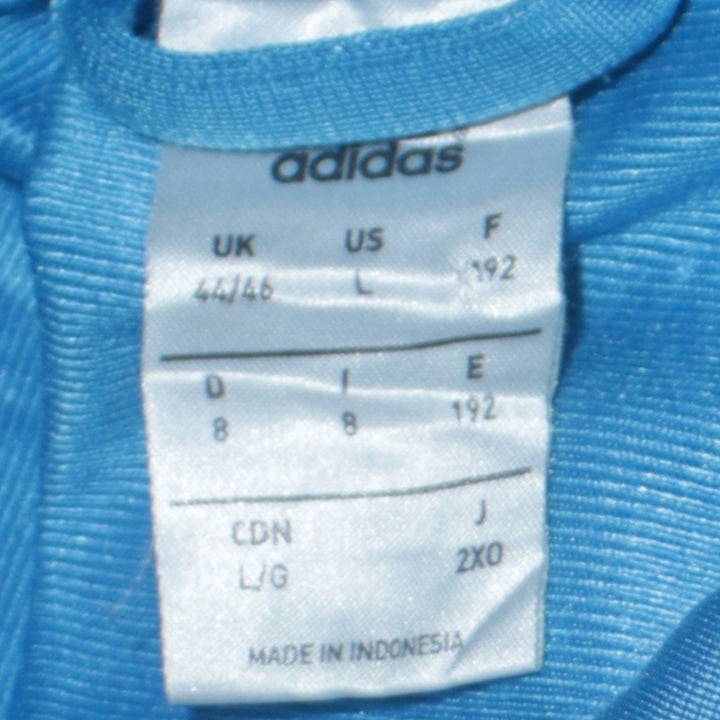 adidas
UK US F
44/46 L 192
D I E
8 8 192
CDN J
L/G 2XO
MADE IN INDONESIA